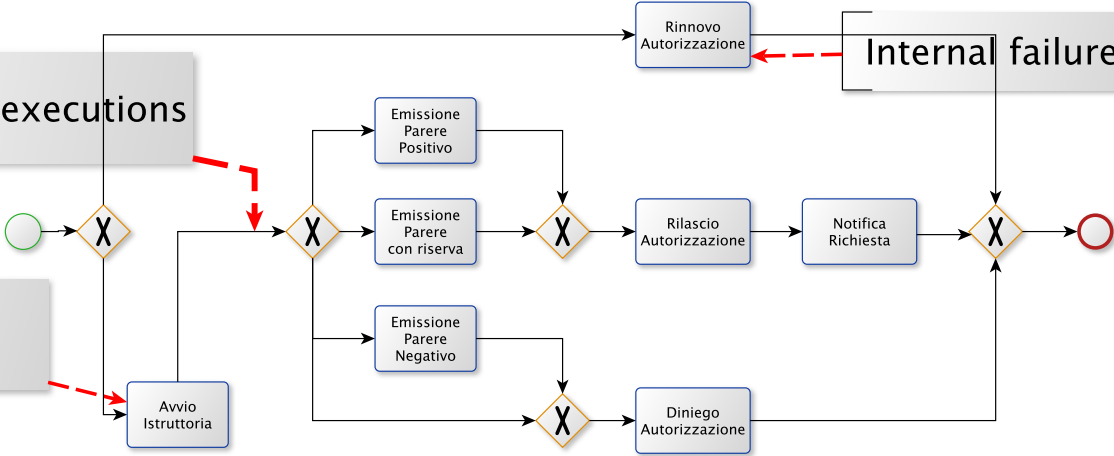 Rinnovo
Autorizzazione
Internal failure
executions
Emissione
Parere
Positivo
X
X
Emissione
Parere
con riserva
X
Rilascio
Autorizzazione
Notifica
Richiesta
X
Emissione
Parere
Negativo
Avvio
Istruttoria
X
Diniego
Autorizzazione